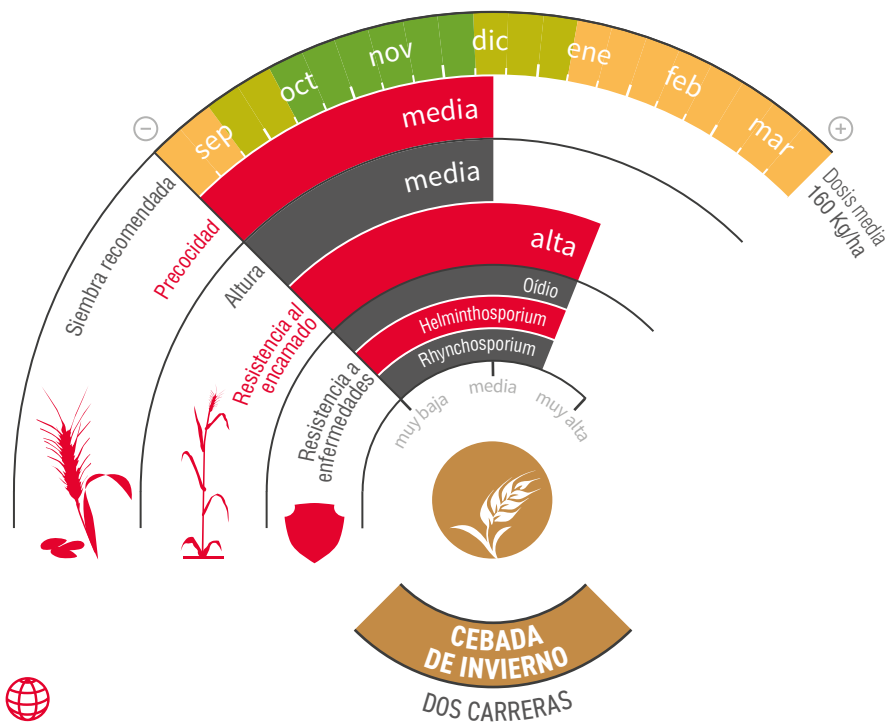 sep
oct
nov
dic
ene
feb
mar
Dosis media
160 Kg/ha
Siembra recomendada
Precocidad
media
Altura
media
Resistencia al
encamado
alta
Resistencia a
enfermedades
Oídio
Helminthosporium
Rhynchosporium
muy baja
media
muy alta
CEBADA
DE INVIERNO
DOS CARRERAS